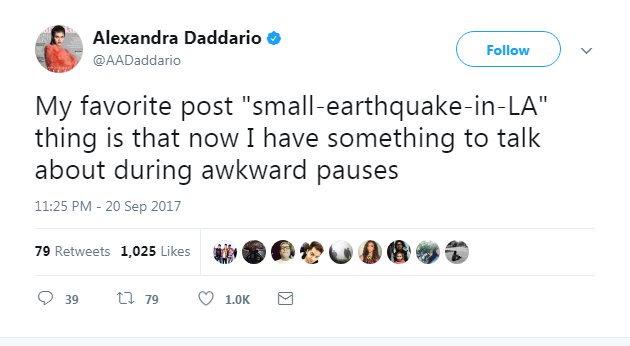 Alexandra Daddario
@AADaddario
Follow
My favorite post "small-earthquake-in-LA"
thing is that now I have something to talk
about during awkward pauses
11:25 PM - 20 Sep 2017
79 Retweets 1,025 Likes
39 79 1.0K